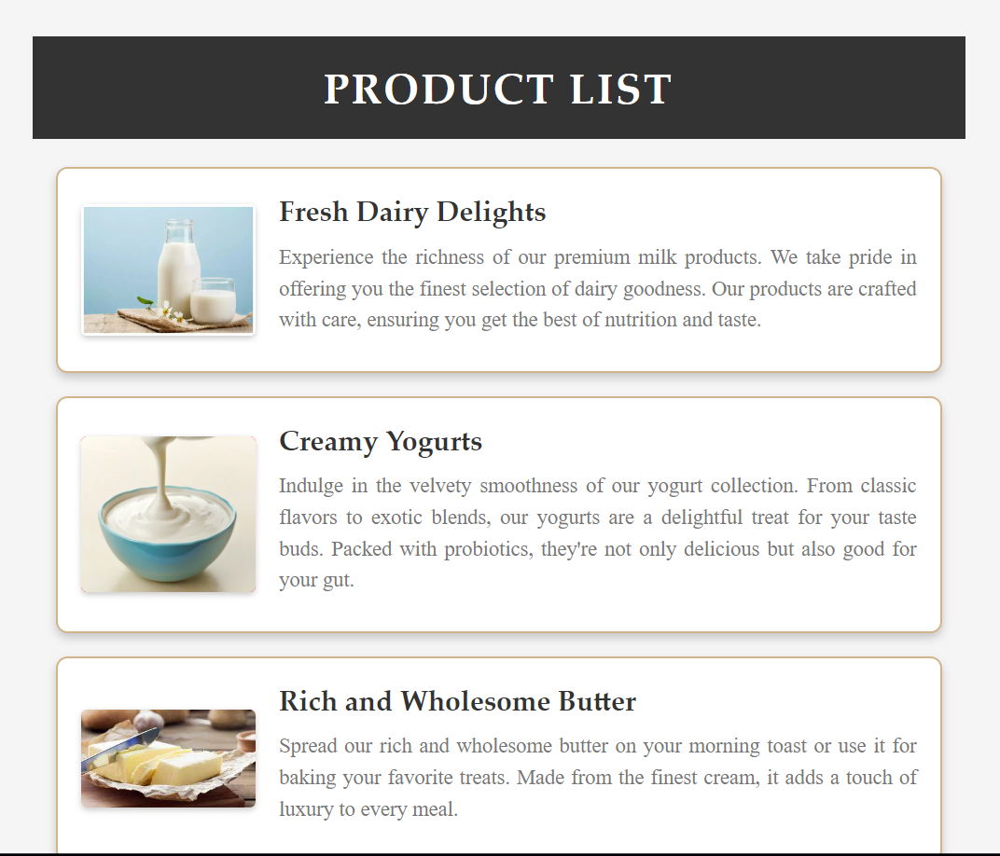 PRODUCT LIST
Fresh Dairy Delights
Experience the richness of our premium milk products. We take pride in
offering you the finest selection of dairy goodness. Our products are crafted
with care, ensuring you get the best of nutrition and taste.
Creamy Yogurts
Indulge in the velvety smoothness of our yogurt collection. From classic
flavors to exotic blends, our yogurts are a delightful treat for your taste
buds. Packed with probiotics, they're not only delicious but also good for
your gut.
Rich and Wholesome Butter
Spread our rich and wholesome butter on your morning toast or use it for
baking your favorite treats. Made from the finest cream, it adds a touch of
luxury to every meal.